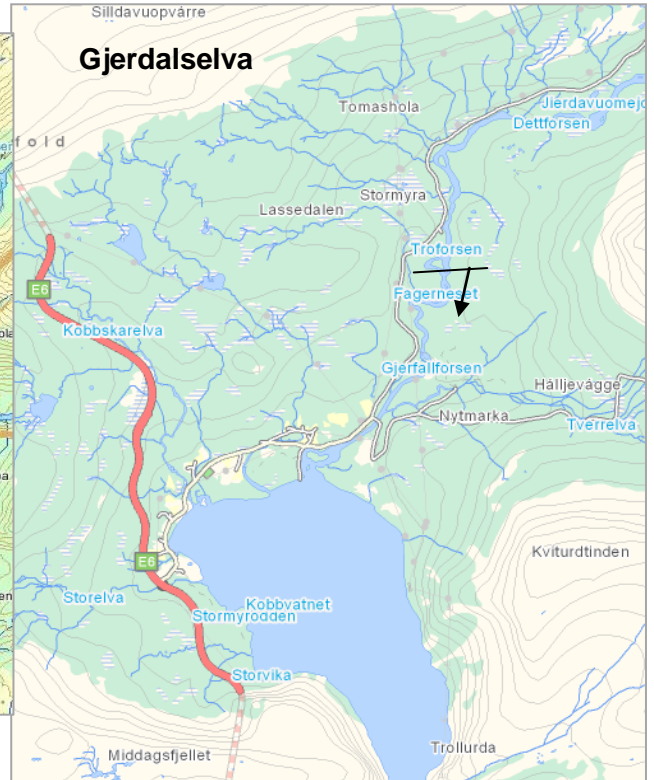 Silldavuopvárre
Gjerdalselva
Tomashola
Jierdavuomejo
Dettforsen
fold
Stormyra
Lassedalen
Troforsen
E6
Fagerneset
Kobbskarelva
Gjerfallforsen
Hálljevágge
Nytmarka
Tverrelva
Kviturdtinden
E6
Storelva
Kobbvatnet
Stormyrodden
Storvika
Trollurda
Middagsfjellet